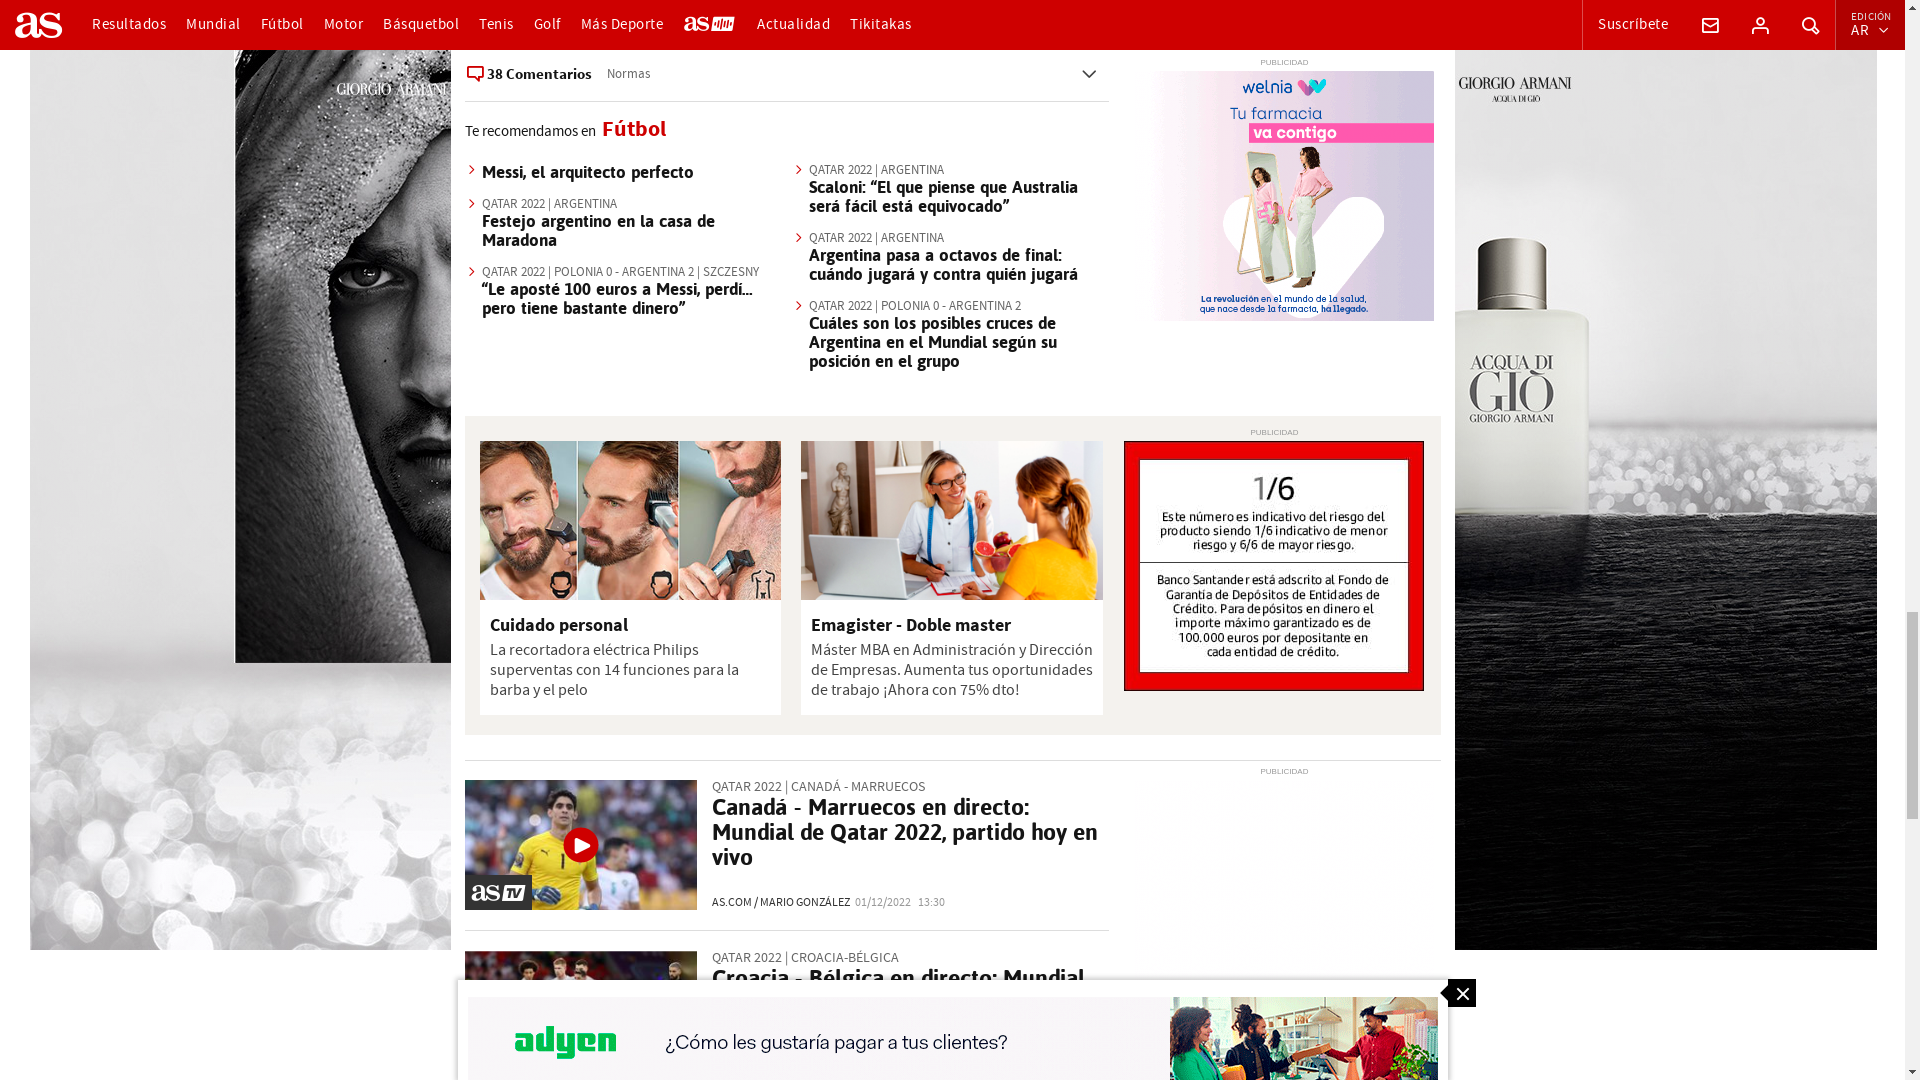 as
Resultados
Mundial
Fútbol
Motor
Básquetbol
Tenis
Golf
Más Deporte
as
Actualidad
Tikitakas
Suscríbete
EDICIÓN
AR
GIORGIO ARMANI
38 Comentarios
Normas
Te recomendamos en Fútbol
Messi, el arquitecto perfecto
QATAR 2022 | ARGENTINA
Festejo argentino en la casa de
Maradona
QATAR 2022 | POLONIA 0 - ARGENTINA 2 | SZCZESNY
“Le aposté 100 euros a Messi, perdí...
pero tiene bastante dinero”
QATAR 2022 | ARGENTINA
Scaloni: “El que piense que Australia
será fácil está equivocado”
QATAR 2022 | ARGENTINA
Argentina pasa a octavos de final:
cuándo jugará y contra quién jugará
QATAR 2022 | POLONIA 0 - ARGENTINA 2
Cuáles son los posibles cruces de
Argentina en el Mundial según su
posición en el grupo
PUBLICIDAD
welnia
Tu farmacia
va contigo
La revolución en el mundo de la salud,
que nace desde la farmacia, ha llegado.
GIORGIO ARMANI
ACQUA DI GIÒ
ACQUA DI
GIÒ
GIORGIO ARMANI
Cuidado personal
La recortadora eléctrica Philips
superventas con 14 funciones para la
barba y el pelo
Emagister - Doble master
Máster MBA en Administración y Dirección
de Empresas. Aumenta tus oportunidades
de trabajo ¡Ahora con 75% dto!
PUBLICIDAD
1/6
Este número es indicativo del riesgo del
producto siendo 1/6 indicativo de menor
riesgo y 6/6 de mayor riesgo.
Banco Santander está adscrito al Fondo de
Garantía de Depósitos de Entidades de
Crédito. Para depósitos en dinero el
importe máximo garantizado es de
100.000 euros por depositante en
cada entidad de crédito.
as TV
QATAR 2022 | CANADÁ - MARRUECOS
Canadá - Marruecos en directo:
Mundial de Qatar 2022, partido hoy en
vivo
AS.COM / MARIO GONZÁLEZ 01/12/2022 13:30
PUBLICIDAD
QATAR 2022 | CROACIA-BÉLGICA
Croacia - Bélgica en directo: Mundial
adyen
¿Cómo les gustaría pagar a tus clientes?